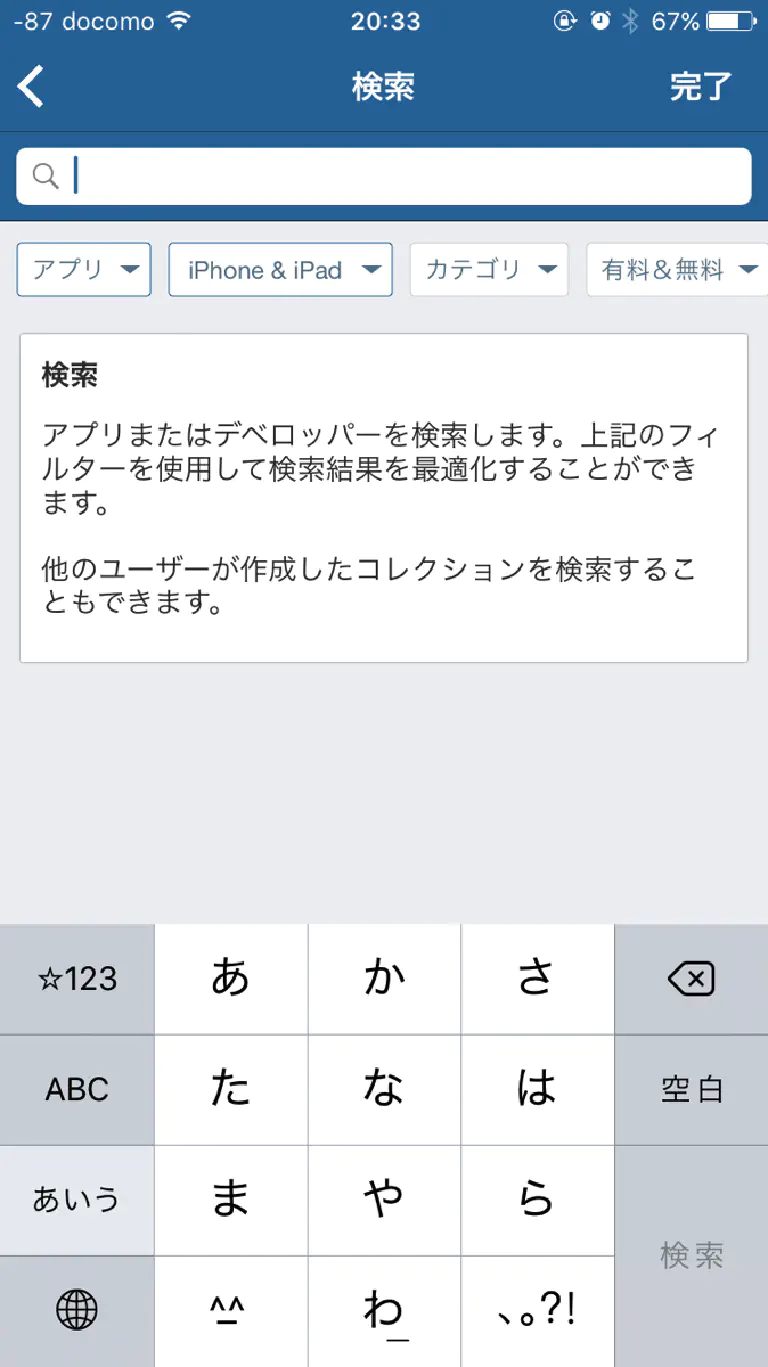 -87 docomo 20:33 67%
検索 完了
アプリ iPhone & iPad カテゴリ 有料&無料
検索
アプリまたはデベロッパーを検索します。上記のフィ
ルターを使用して検索結果を最適化することができ
ます。
他のユーザーが作成したコレクションを検索するこ
ともできます。
☆123 あ か さ
ABC た な は 空白
あいう ま や ら 検索
^_^ わ_ 、。?!